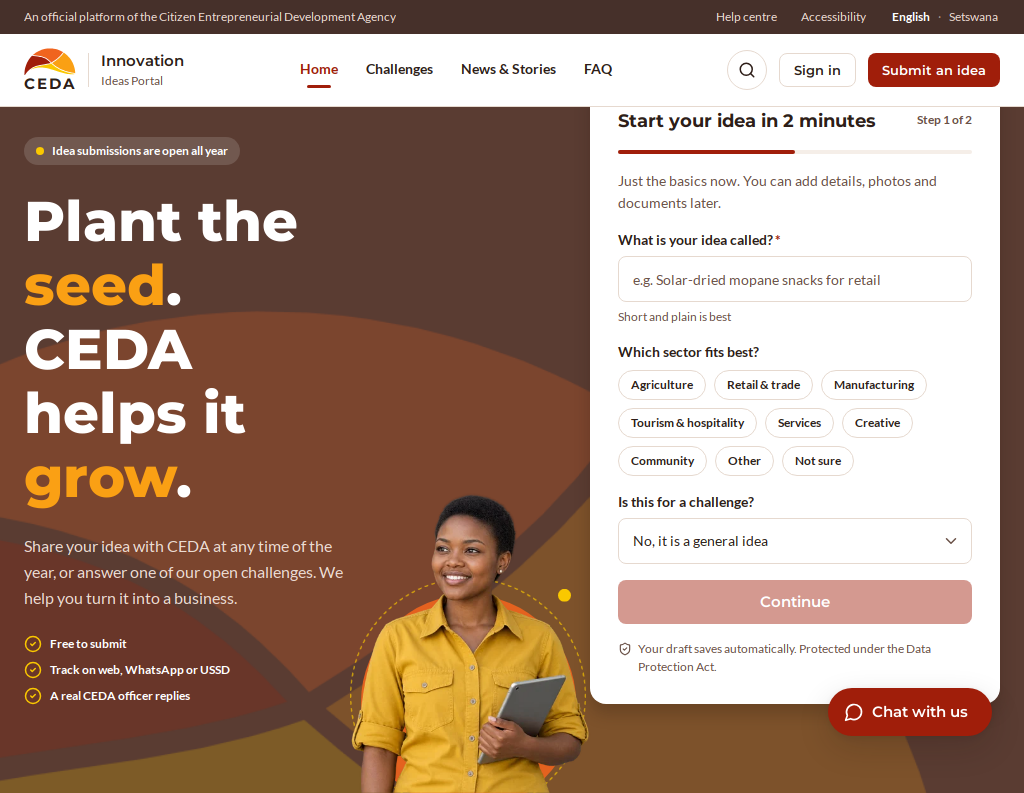 An official platform of the Citizen Entrepreneurial Development Agency
Help centre
Accessibility
English · Setswana
CEDA
Innovation
Ideas Portal
Home
Challenges
News & Stories
FAQ
Sign in
Submit an idea
Idea submissions are open all year
Plant the
seed.
CEDA
helps it
grow.
Share your idea with CEDA at any time of the
year, or answer one of our open challenges. We
help you turn it into a business.
Free to submit
Track on web, WhatsApp or USSD
A real CEDA officer replies
Start your idea in 2 minutes
Step 1 of 2
Just the basics now. You can add details, photos and
documents later.
What is your idea called? *
e.g. Solar-dried mopane snacks for retail
Short and plain is best
Which sector fits best?
Agriculture
Retail & trade
Manufacturing
Tourism & hospitality
Services
Creative
Community
Other
Not sure
Is this for a challenge?
No, it is a general idea
Continue
Your draft saves automatically. Protected under the Data
Protection Act.
Chat with us